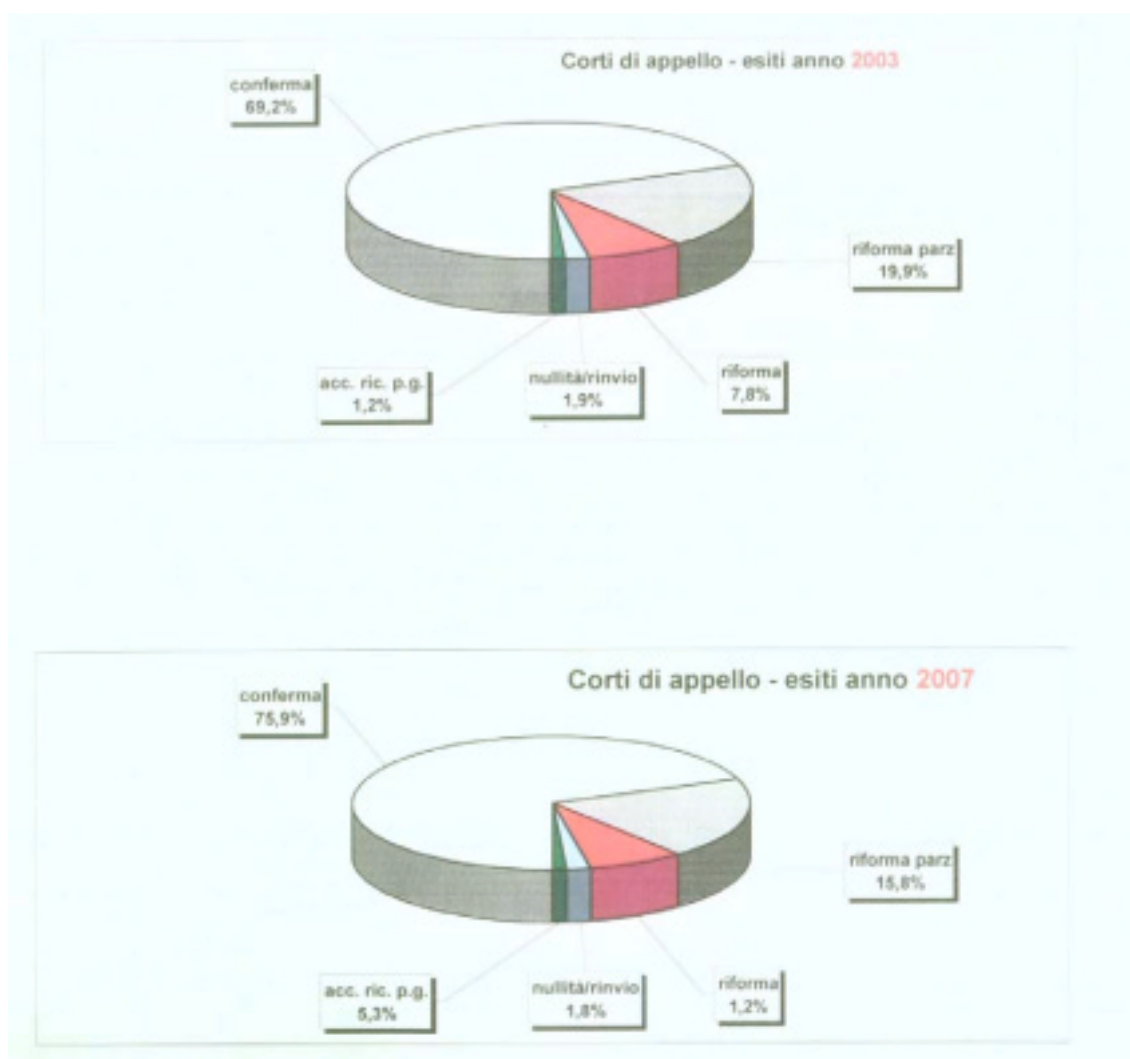 Corti di appello - esiti anno 2003
conferma
69,2%
riforma parz
19,9%
acc. ric. p.g.
1,2%
nullità/rinvio
1,9%
riforma
7,8%
Corti di appello - esiti anno 2007
conferma
75,9%
riforma parz
15,8%
acc. ric. p.g.
5,3%
nullità/rinvio
1,8%
riforma
1,2%